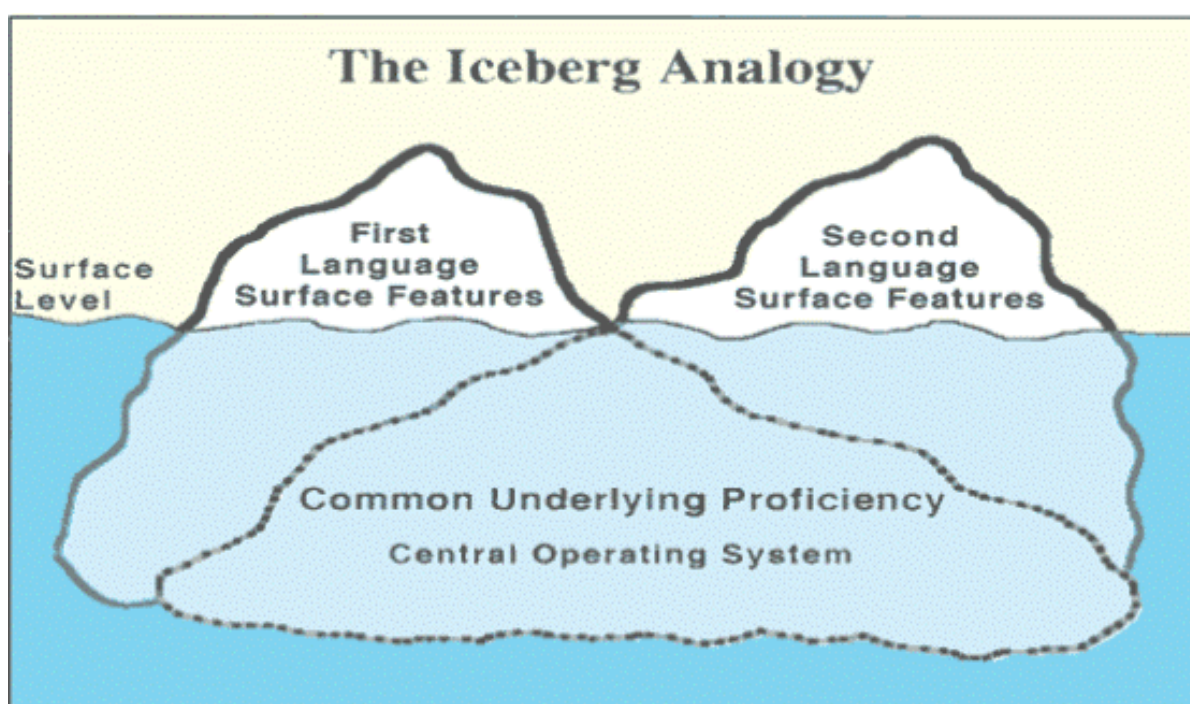 The Iceberg Analogy
First
Language
Surface Features
Second
Language
Surface Features
Surface
Level
Common Underlying Proficiency
Central Operating System